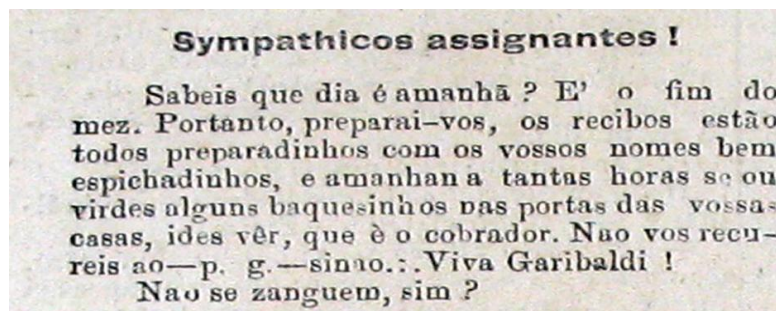 Sympathicos assignantes !
Sabeis que dia é amanhã ? E' o fim do
mez. Portanto, preparai-vos, os recibos estão
todos preparadinhos com os vossos nomes bem
espichadinhos, e amanhan a tantas horas se ou
virdes alguns baquesinhos nas portas das vossas
casas, ides vêr, que è o cobrador. Nao vos recu-
reis ao—p. g.—sinao.:.Viva Garibaldi !
Nao se zanguem, sim ?